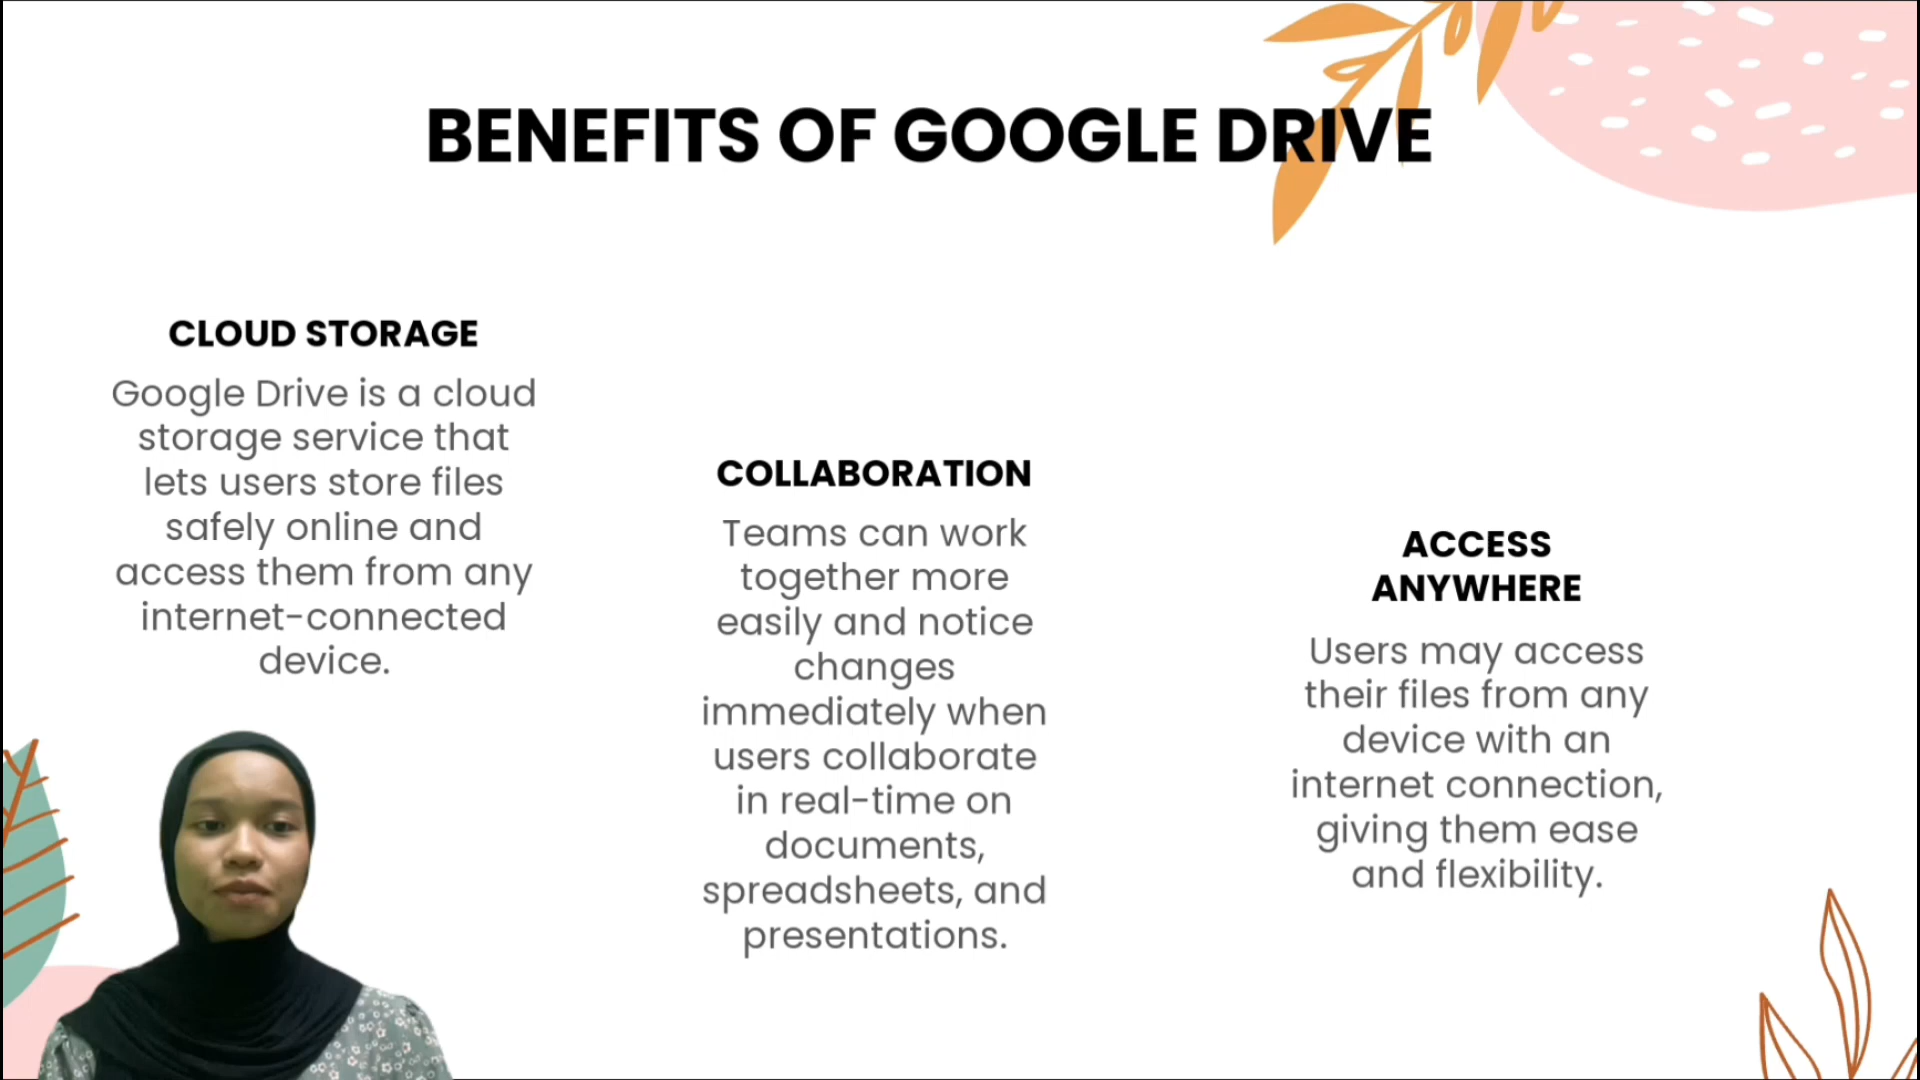 BENEFITS OF GOOGLE DRIVE
CLOUD STORAGE
Google Drive is a cloud
storage service that
lets users store files
safely online and
access them from any
internet-connected
device.
COLLABORATION
Teams can work
together more
easily and notice
changes
immediately when
users collaborate
in real-time on
documents,
spreadsheets, and
presentations.
ACCESS
ANYWHERE
Users may access
their files from any
device with an
internet connection,
giving them ease
and flexibility.